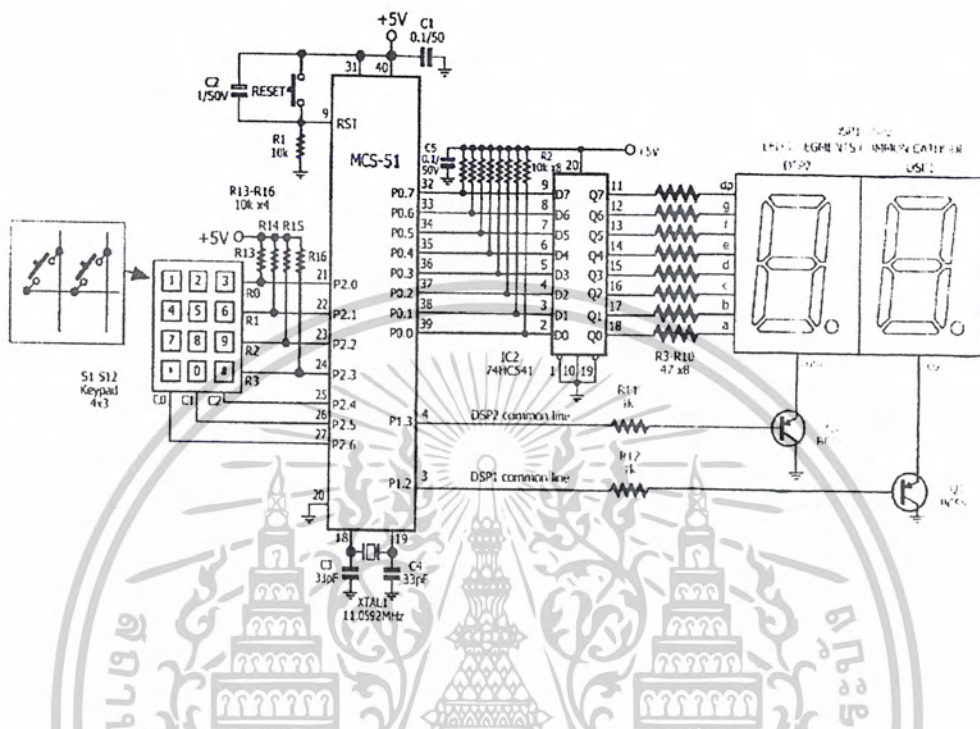 +5V
C1
0.1/50
31
40
C2
1/50V
RESET
9
RST
R1
10k
MCS-51
C5
0.1/
50V
R2
10k x8
20
+5V
LED 7 SEGMENTS COMMON CATHODE
DSP2
DSP1
R13-R16
10k x4
+5V
R14
R15
R13
R16
32
P0.7
9
D7
Q7
11
dp
33
P0.6
8
D6
Q6
12
g
34
P0.5
7
D5
Q5
13
f
35
P0.4
6
D4
Q4
14
e
36
P0.3
5
D3
Q3
15
d
37
P0.2
4
D2
Q2
16
c
38
P0.1
3
D1
Q1
17
b
39
P0.0
2
D0
Q0
18
a
IC2
74HC541
1
10
19
R3-R10
47 x8
1
2
3
4
5
6
7
8
9
0
#
R0
R1
R2
R3
C0
C1
C2
S1 S12
Keypad
4x3
21
P2.0
22
P2.1
23
P2.2
24
P2.3
25
P2.4
26
P2.5
27
P2.6
P1.3
4
DSP2 common line
R11
1k
P1.2
3
DSP1 common line
R12
1k
20
18
19
C3
33pF
C4
33pF
XTAL1
11.0592MHz